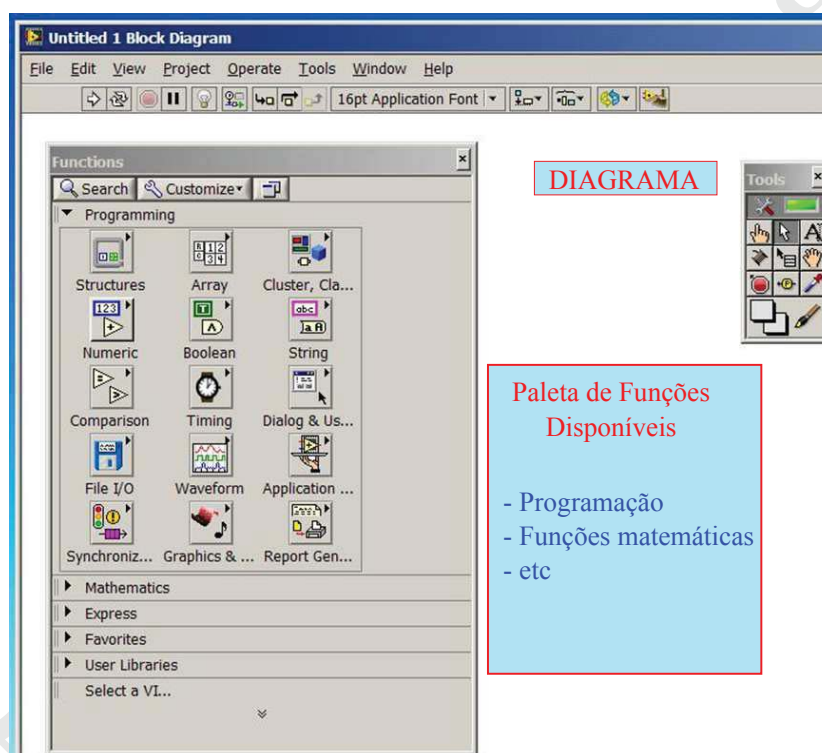 Untitled 1 Block Diagram
File Edit View Project Operate Tools Window Help
16pt Application Font
Functions
Search Customize
Programming
Structures Array Cluster, Cla...
Numeric Boolean String
Comparison Timing Dialog & Us...
File I/O Waveform Application ...
Synchroniz... Graphics & ... Report Gen...
Mathematics
Express
Favorites
User Libraries
Select a VI...
DIAGRAMA
Tools
Paleta de Funções
Disponíveis
- Programação
- Funções matemáticas
- etc